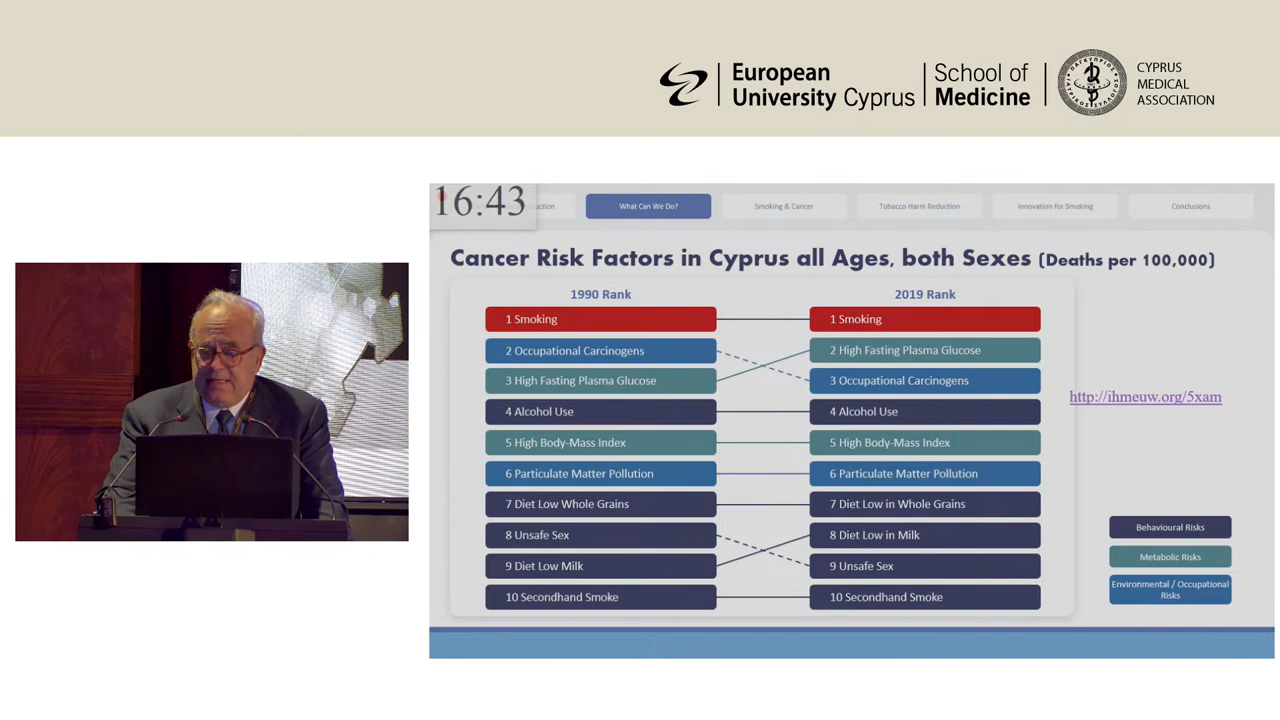 European
University Cyprus
School of
Medicine
ΠΑΓΚΥΠΡΙΟΣ
ΙΑΤΡΙΚΟΣ ΣΥΛΛΟΓΟΣ
CYPRUS
MEDICAL
ASSOCIATION
16:43
uction
What Can We Do?
Smoking & Cancer
Tobacco Harm Reduction
Innovation for Smoking
Conclusions
Cancer Risk Factors in Cyprus all Ages, both Sexes (Deaths per 100,000)
1990 Rank
2019 Rank
1 Smoking
1 Smoking
2 Occupational Carcinogens
2 High Fasting Plasma Glucose
3 High Fasting Plasma Glucose
3 Occupational Carcinogens
http://ihmeuw.org/5xam
4 Alcohol Use
4 Alcohol Use
5 High Body-Mass Index
5 High Body-Mass Index
6 Particulate Matter Pollution
6 Particulate Matter Pollution
7 Diet Low Whole Grains
7 Diet Low in Whole Grains
8 Unsafe Sex
8 Diet Low in Milk
9 Diet Low Milk
9 Unsafe Sex
10 Secondhand Smoke
10 Secondhand Smoke
Behavioural Risks
Metabolic Risks
Environmental / Occupational
Risks